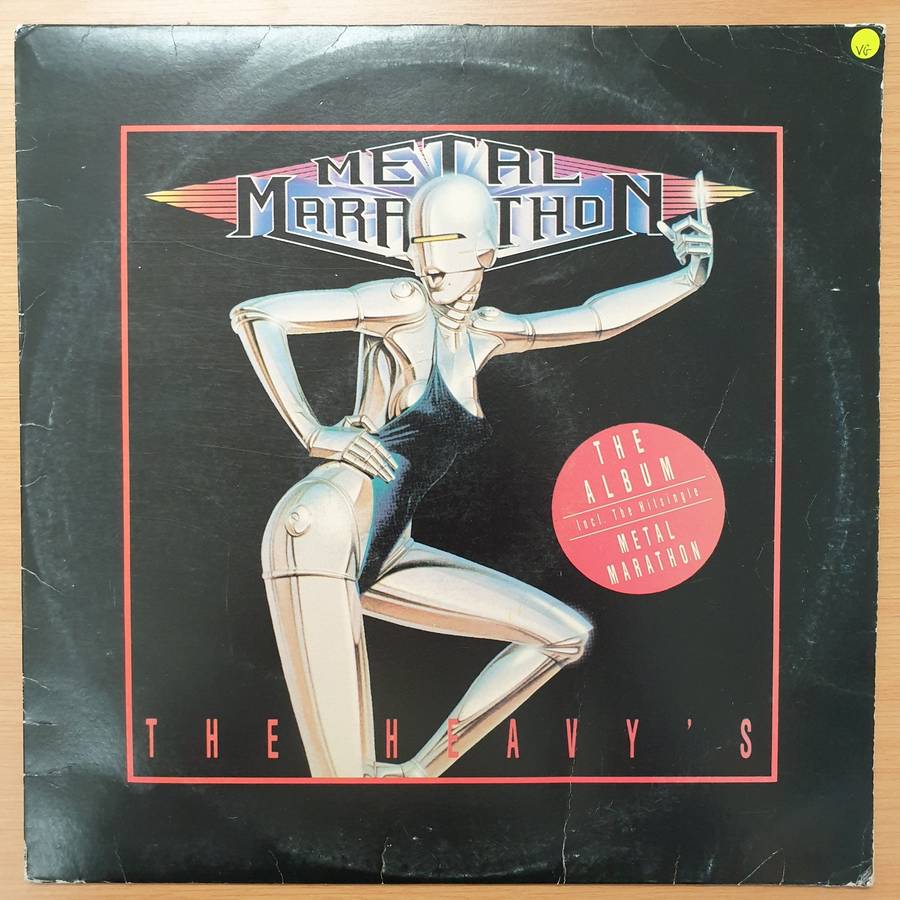 VG
METAL
MARATHON
THE
ALBUM
Incl. The Hitsingle
METAL
MARATHON
THE HEAVY'S